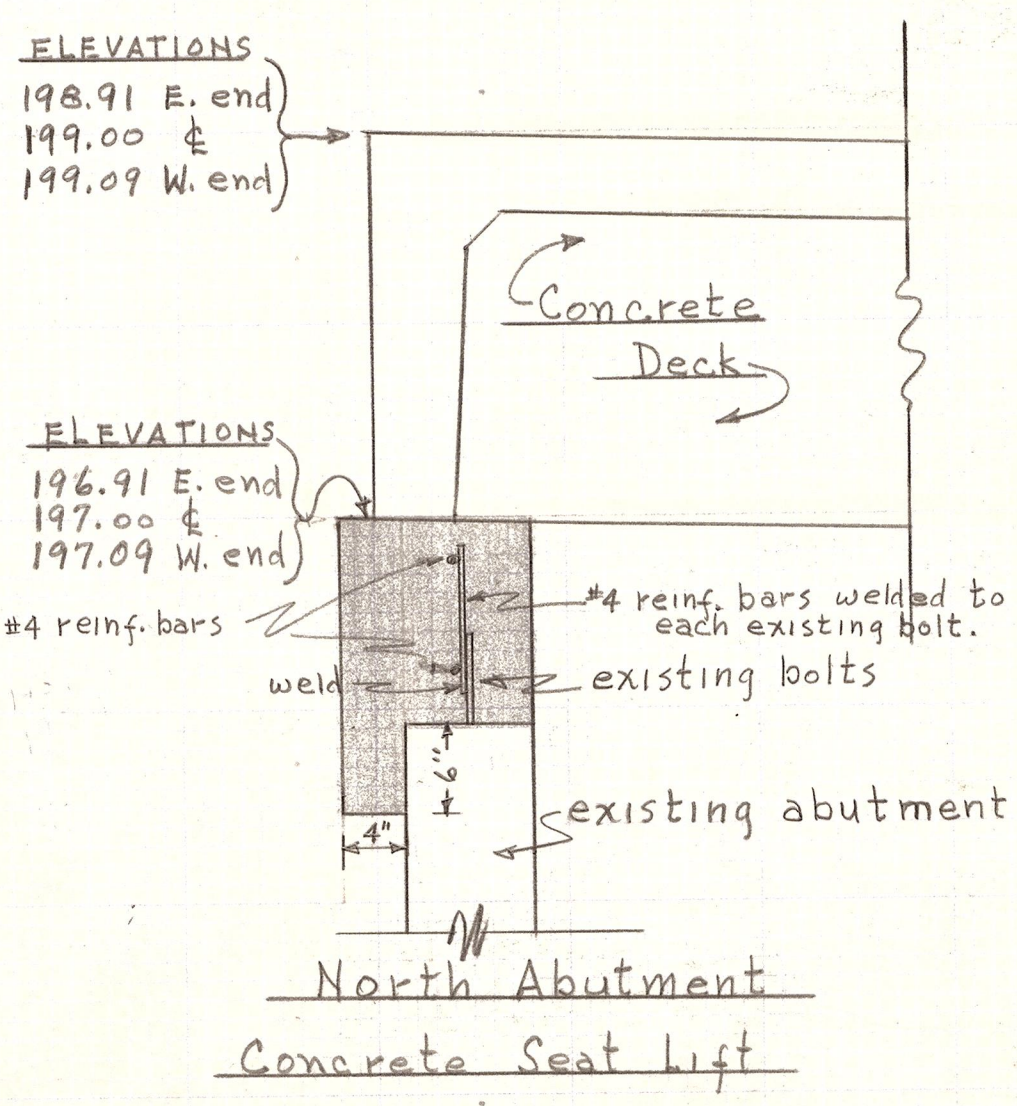 ELEVATIONS
198.91 E. end
199.00 ℄
199.09 W. end
Concrete
Deck
ELEVATIONS
196.91 E. end
197.00 ℄
197.09 W. end
#4 reinf. bars
#4 reinf. bars welded to
each existing bolt.
weld
existing bolts
6"
4"
existing abutment
North Abutment
Concrete Seat Lift